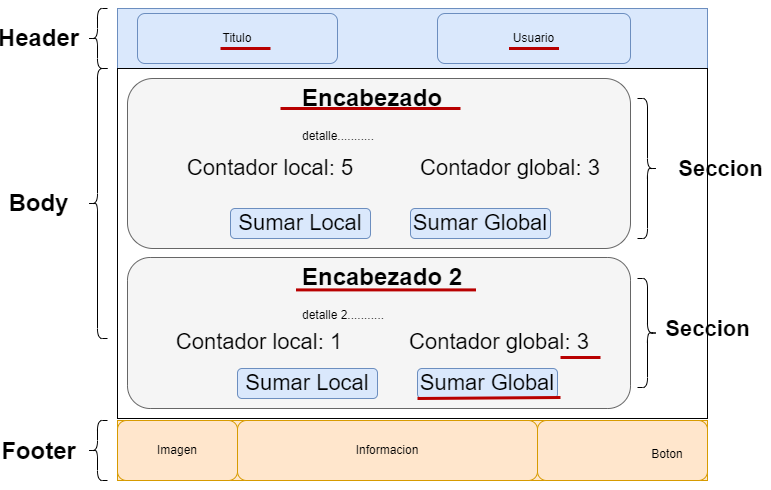 Header
Titulo
Usuario
Body
Encabezado
detalle...........
Contador local: 5
Contador global: 3
Sumar Local
Sumar Global
Seccion
Encabezado 2
detalle 2...........
Contador local: 1
Contador global: 3
Sumar Local
Sumar Global
Seccion
Footer
Imagen
Informacion
Boton